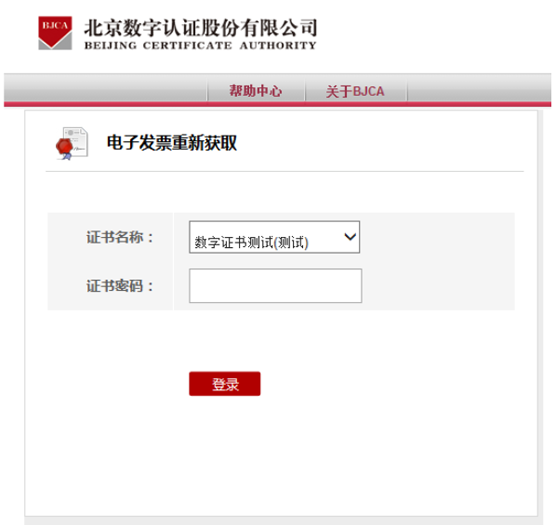 BJCA 北京数字认证股份有限公司
BEIJING CERTIFICATE AUTHORITY
帮助中心 关于BJCA
电子发票重新获取
证书名称： 数字证书测试(测试)
证书密码：
登录